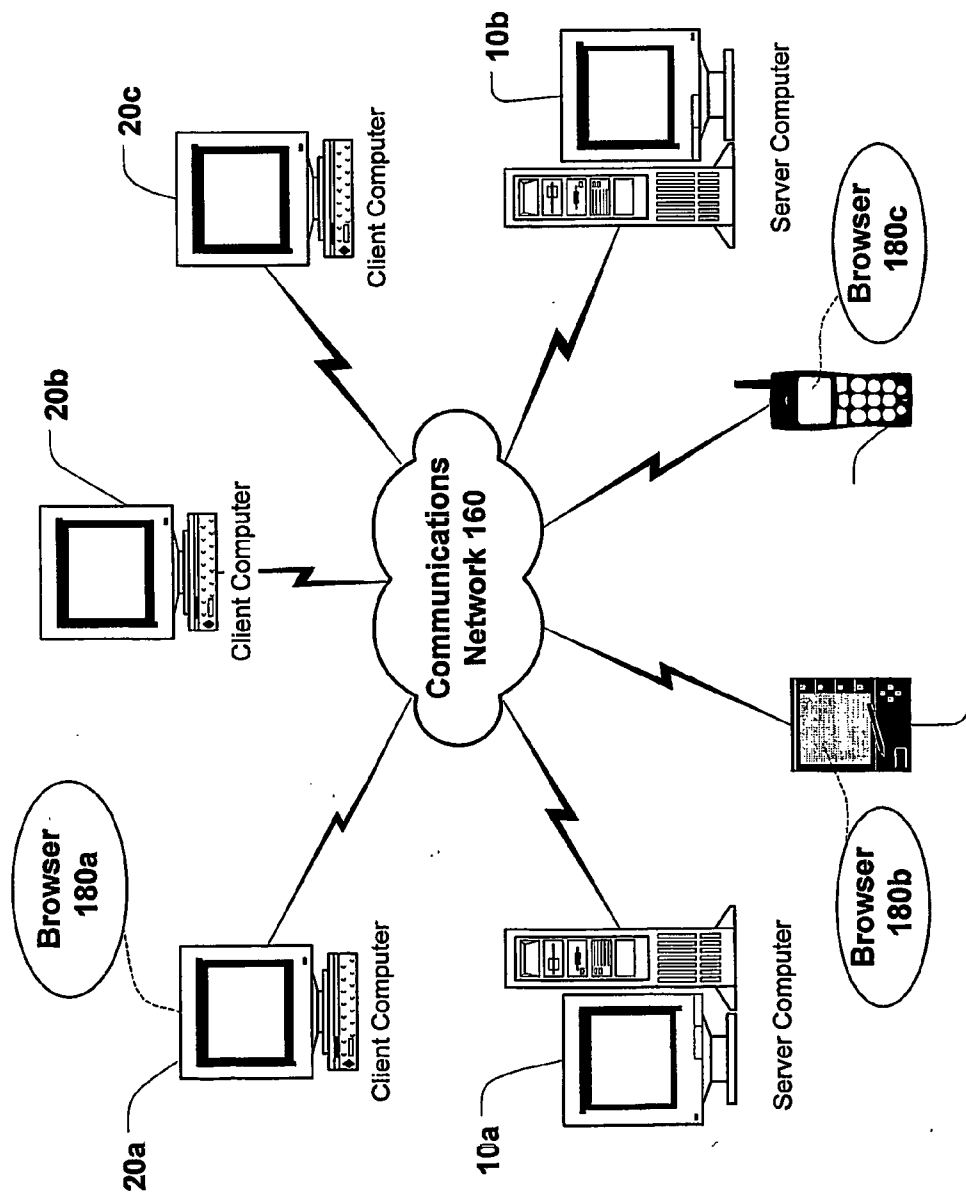 20a
Browser
180a
Client Computer
20b
Client Computer
20c
Client Computer
Communications
Network 160
10a
Server Computer
Browser
180b
Browser
180c
10b
Server Computer